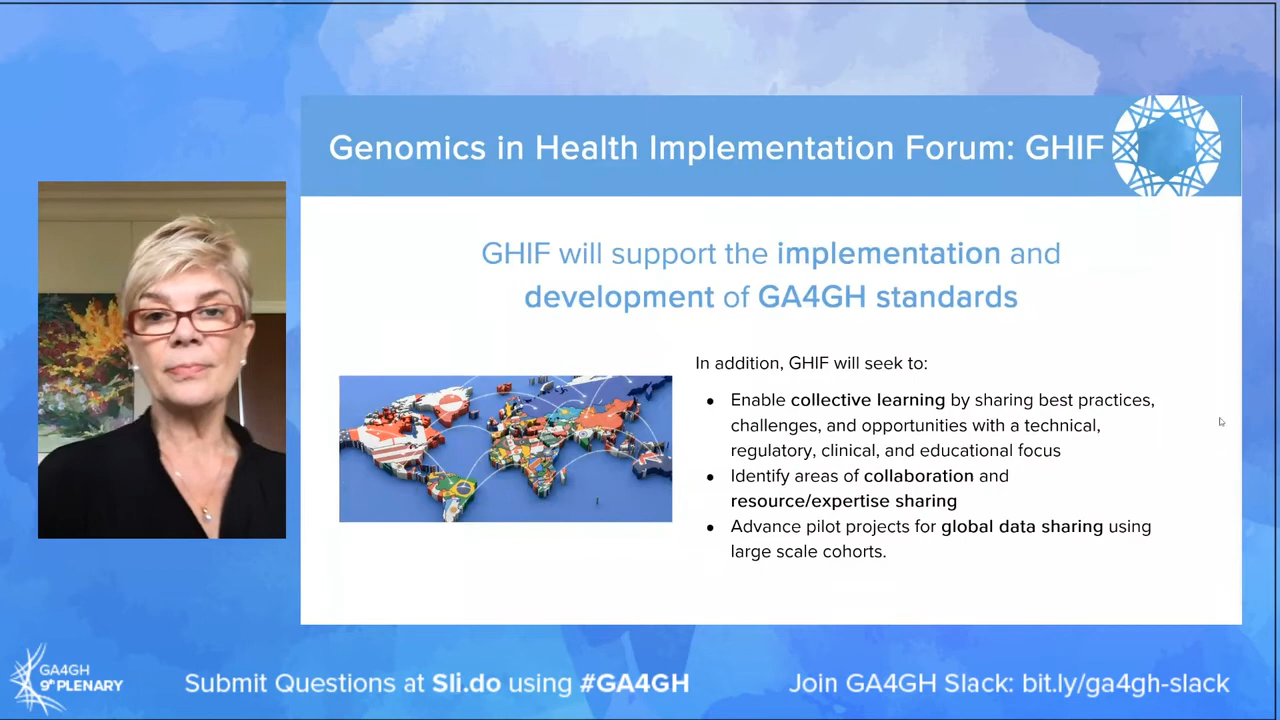 Genomics in Health Implementation Forum: GHIF
GHIF will support the implementation and
development of GA4GH standards
In addition, GHIF will seek to:
● Enable collective learning by sharing best practices,
challenges, and opportunities with a technical,
regulatory, clinical, and educational focus
● Identify areas of collaboration and
resource/expertise sharing
● Advance pilot projects for global data sharing using
large scale cohorts.
GA4GH
9th PLENARY
Submit Questions at Sli.do using #GA4GH
Join GA4GH Slack: bit.ly/ga4gh-slack